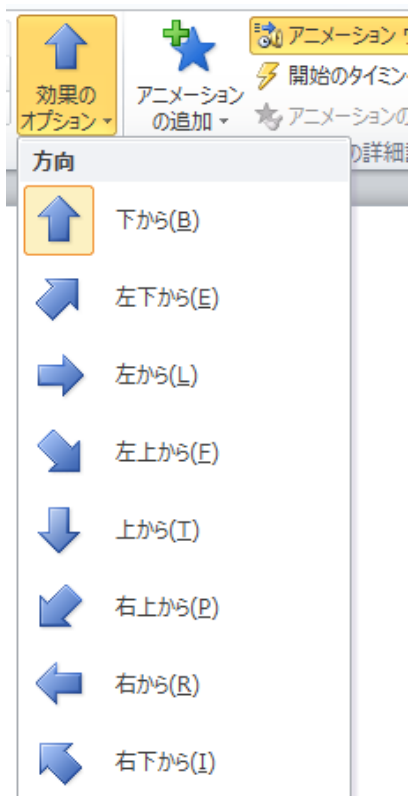 効果の
オプション
アニメーション
の追加
アニメーション
開始のタイミン
アニメーションの
の詳細
方向
下から(B)
左下から(E)
左から(L)
左上から(F)
上から(T)
右上から(P)
右から(R)
右下から(I)